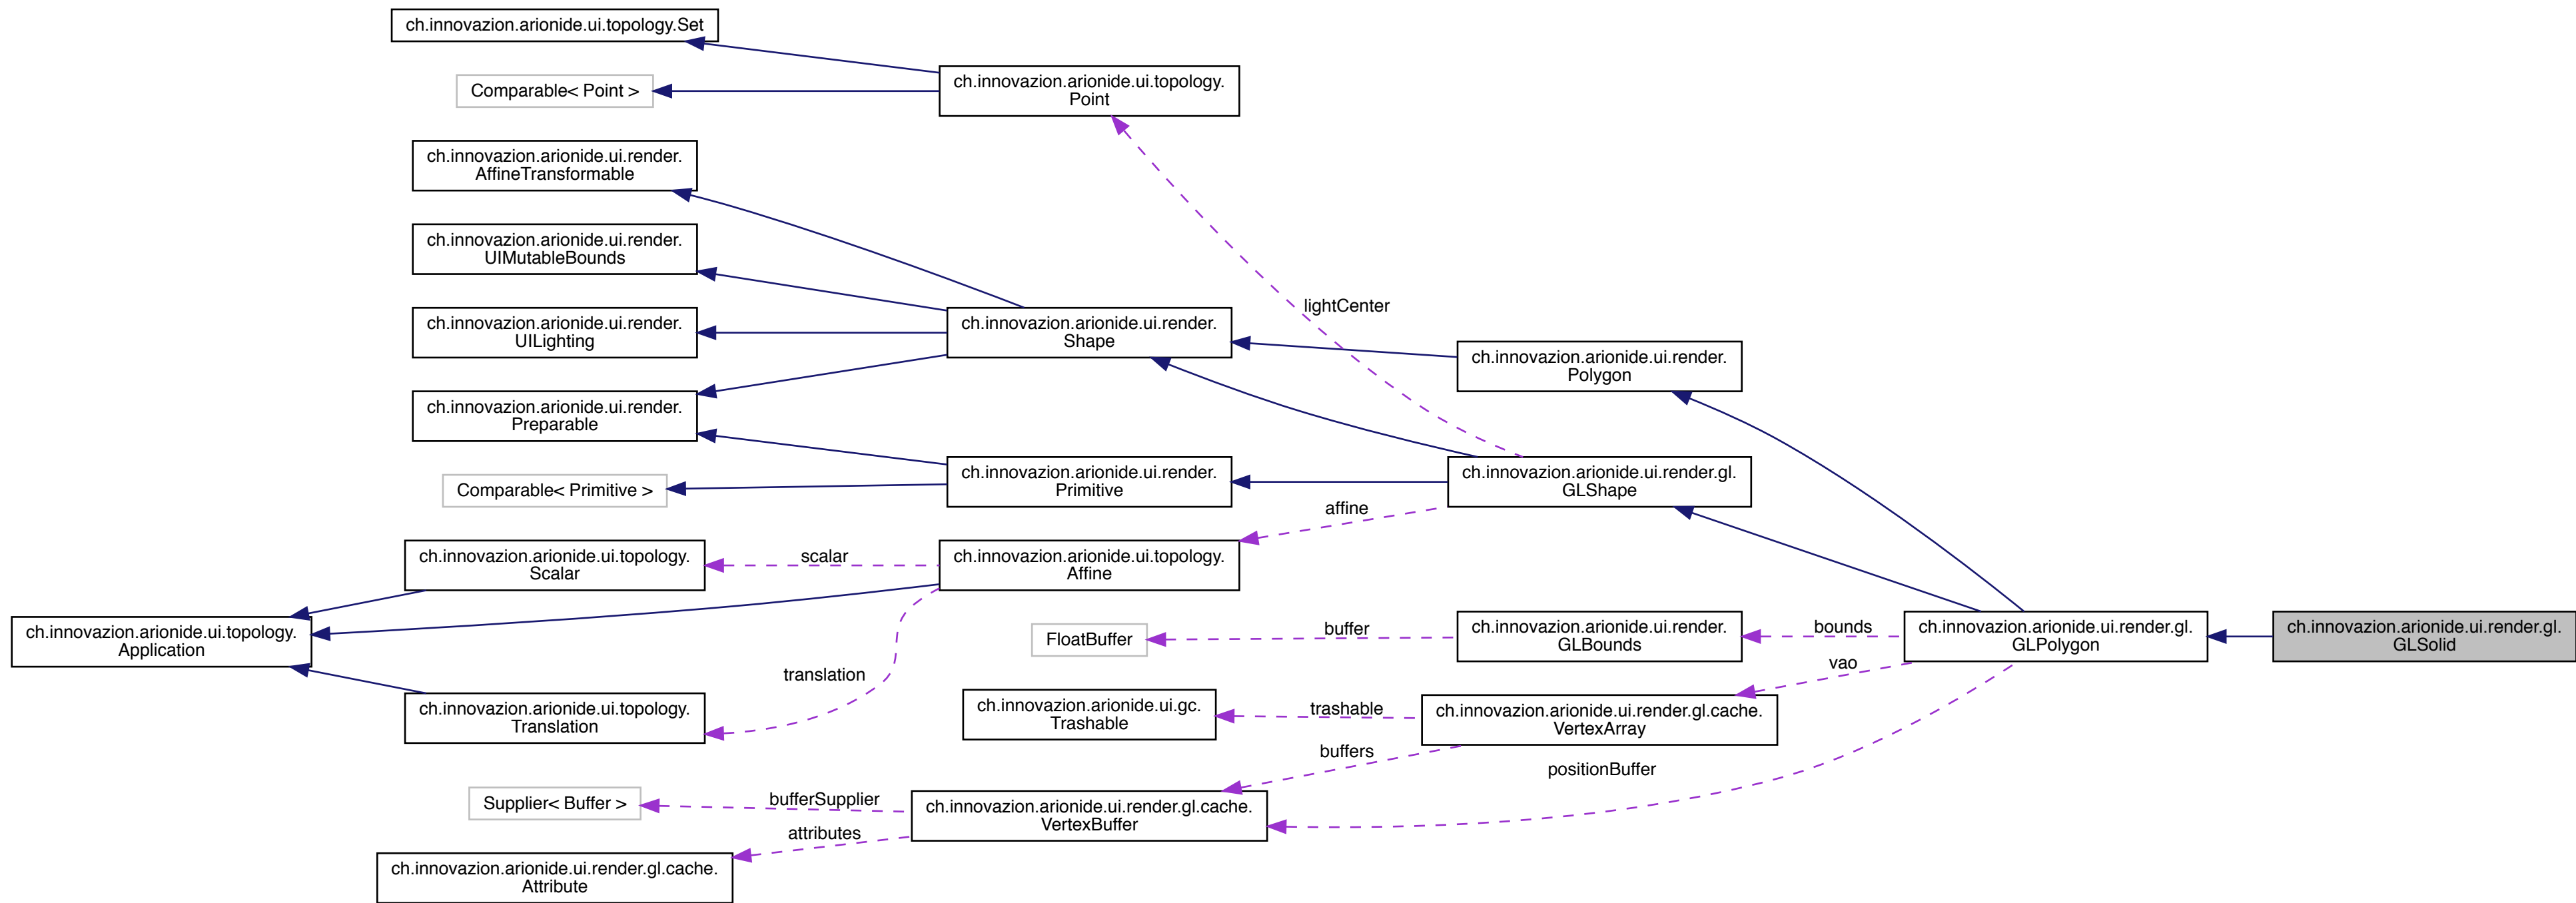 ch.innovazion.arionide.ui.topology.Set
Comparable< Point >
ch.innovazion.arionide.ui.topology.
Point
ch.innovazion.arionide.ui.render.
AffineTransformable
ch.innovazion.arionide.ui.render.
UIMutableBounds
ch.innovazion.arionide.ui.render.
UILighting
ch.innovazion.arionide.ui.render.
Preparable
Comparable< Primitive >
ch.innovazion.arionide.ui.render.
Shape
ch.innovazion.arionide.ui.render.
Primitive
lightCenter
ch.innovazion.arionide.ui.render.
Polygon
ch.innovazion.arionide.ui.render.gl.
GLShape
affine
ch.innovazion.arionide.ui.topology.
Scalar
scalar
ch.innovazion.arionide.ui.topology.
Affine
ch.innovazion.arionide.ui.topology.
Application
translation
ch.innovazion.arionide.ui.topology.
Translation
FloatBuffer
buffer
ch.innovazion.arionide.ui.render.
GLBounds
bounds
ch.innovazion.arionide.ui.render.gl.
GLPolygon
ch.innovazion.arionide.ui.render.gl.
GLSolid
vao
ch.innovazion.arionide.ui.gc.
Trashable
trashable
ch.innovazion.arionide.ui.render.gl.cache.
VertexArray
buffers
positionBuffer
Supplier< Buffer >
bufferSupplier
ch.innovazion.arionide.ui.render.gl.cache.
VertexBuffer
attributes
ch.innovazion.arionide.ui.render.gl.cache.
Attribute